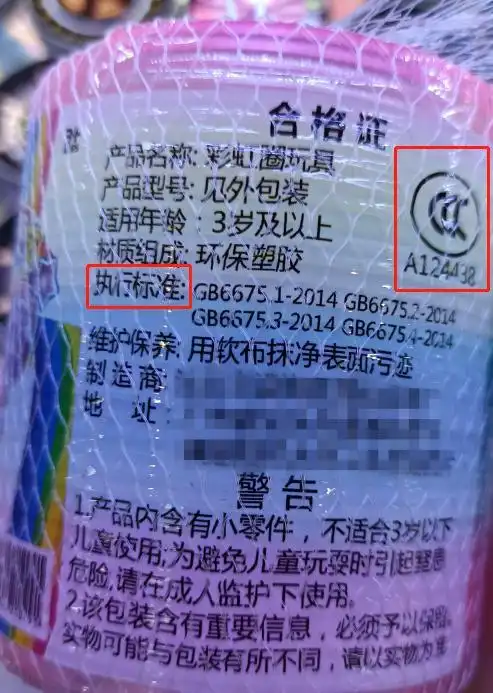 合格证
产品名称: 彩虹圈玩具
产品型号: 见外包装
适用年龄: 3岁及以上
材质组成: 环保塑胶
执行标准: GB6675.1-2014 GB6675.2-2014
GB6675.3-2014 GB6675.4-2014
CCC
A124438
维护保养: 用软布抹净表面污迹
制造商:
地 址:
警告
1.产品内含有小零件，不适合3岁以下
儿童使用;为避免儿童玩耍时引起窒息
危险,请在成人监护下使用。
2.该包装含有重要信息，必须予以保留。
实物可能与包装有所不同，请以实物为准